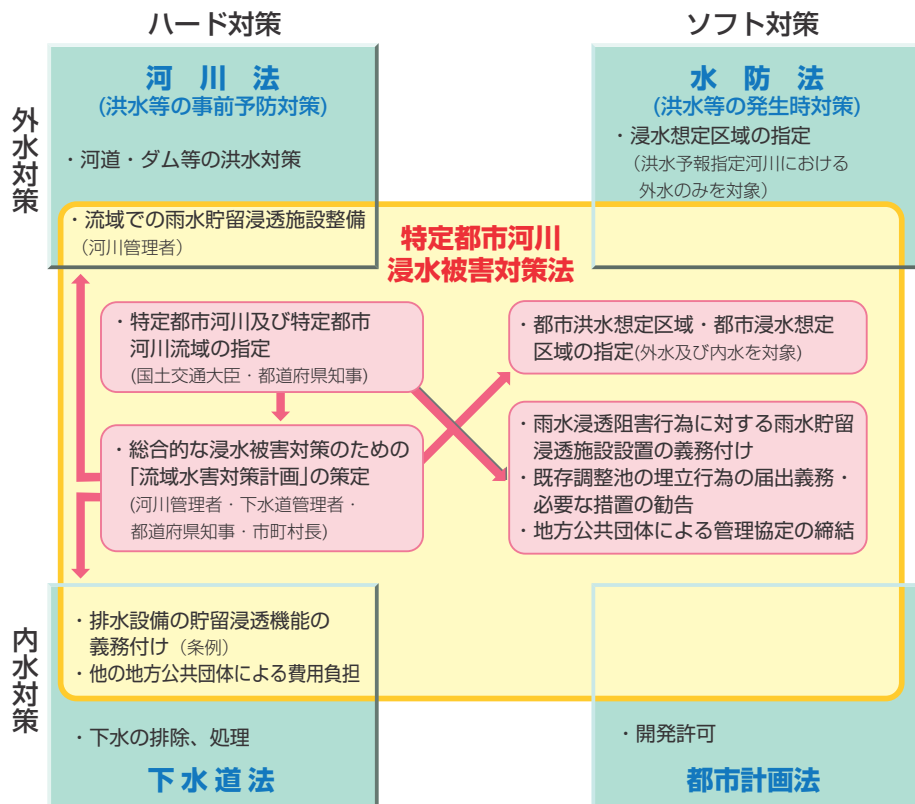 ハード対策
ソフト対策
外水対策
河川法
(洪水等の事前予防対策)
・河道・ダム等の洪水対策
・流域での雨水貯留浸透施設整備
(河川管理者)
水防法
(洪水等の発生時対策)
・浸水想定区域の指定
(洪水予報指定河川における
外水のみを対象)
特定都市河川
浸水被害対策法
・特定都市河川及び特定都市
河川流域の指定
(国土交通大臣・都道府県知事)
・総合的な浸水被害対策のための
「流域水害対策計画」の策定
(河川管理者・下水道管理者・
都道府県知事・市町村長)
・都市洪水想定区域・都市浸水想定
区域の指定(外水及び内水を対象)
・雨水浸透阻害行為に対する雨水貯留
浸透施設設置の義務付け
・既存調整池の埋立行為の届出義務・
必要な措置の勧告
・地方公共団体による管理協定の締結
内水対策
・排水設備の貯留浸透機能の
義務付け(条例)
・他の地方公共団体による費用負担
・下水の排除、処理
下水道法
・開発許可
都市計画法